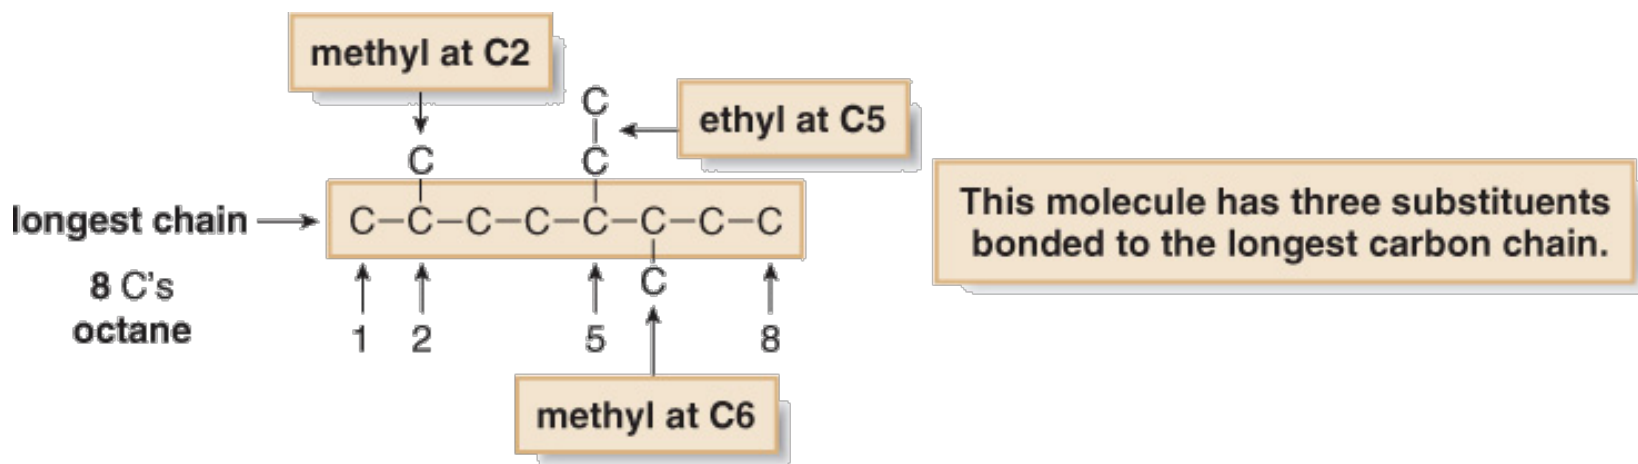 methyl at C2
C
C
ethyl at C5
C
longest chain
C–C–C–C–C–C–C–C
8 C's
octane
C
1 2 5 8
methyl at C6
This molecule has three substituents
bonded to the longest carbon chain.